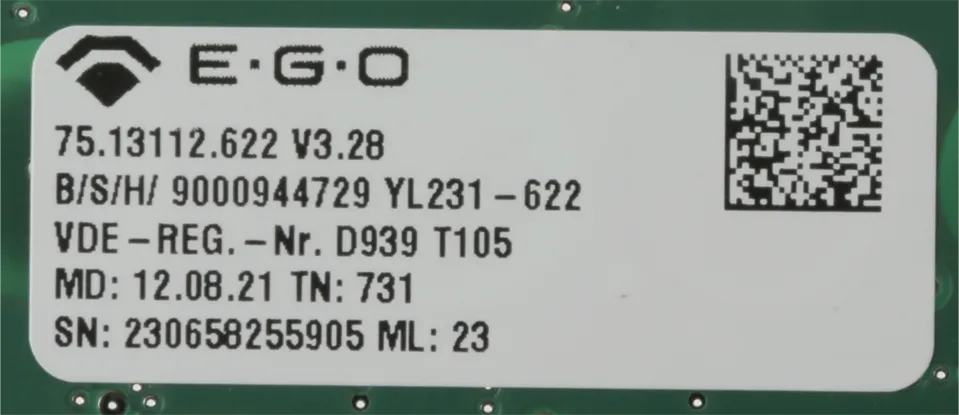 E·G·O
75.13112.622 V3.28
B/S/H/ 9000944729 YL231-622
VDE-REG.-Nr. D939 T105
MD: 12.08.21 TN: 731
SN: 230658255905 ML: 23